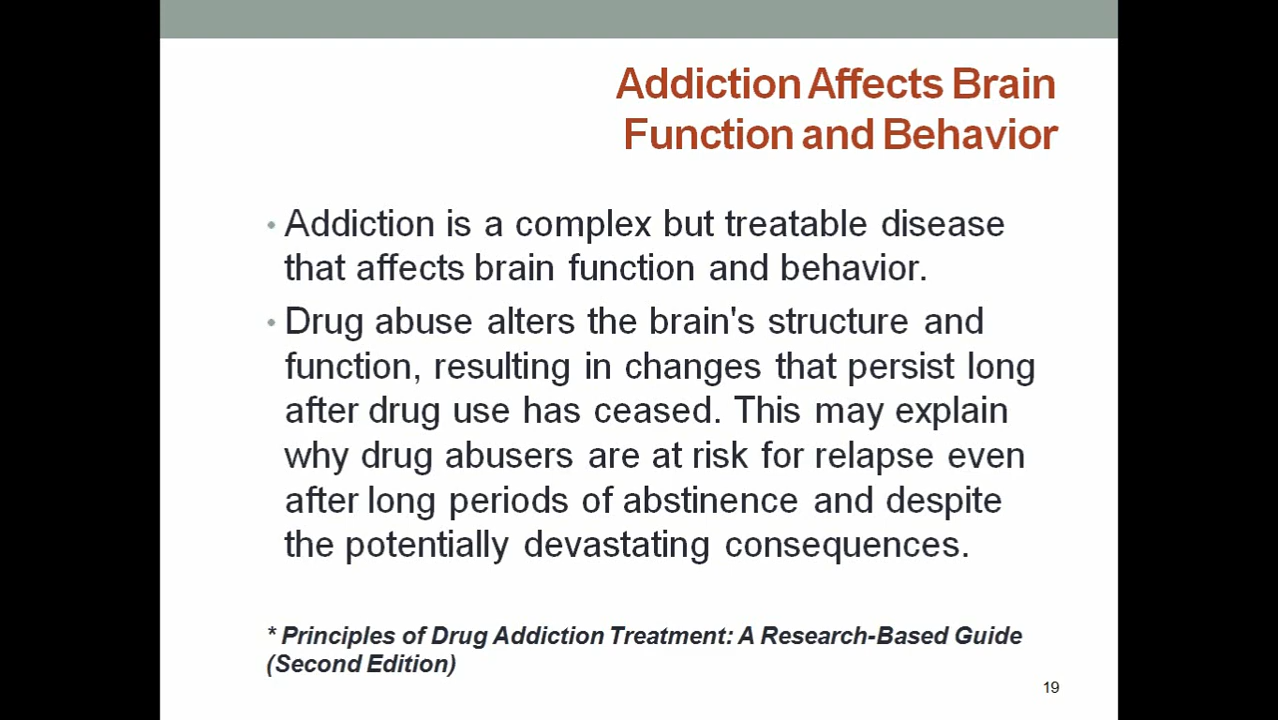 Addiction Affects Brain
Function and Behavior
• Addiction is a complex but treatable disease
that affects brain function and behavior.
• Drug abuse alters the brain's structure and
function, resulting in changes that persist long
after drug use has ceased. This may explain
why drug abusers are at risk for relapse even
after long periods of abstinence and despite
the potentially devastating consequences.
* Principles of Drug Addiction Treatment: A Research-Based Guide
(Second Edition)
19